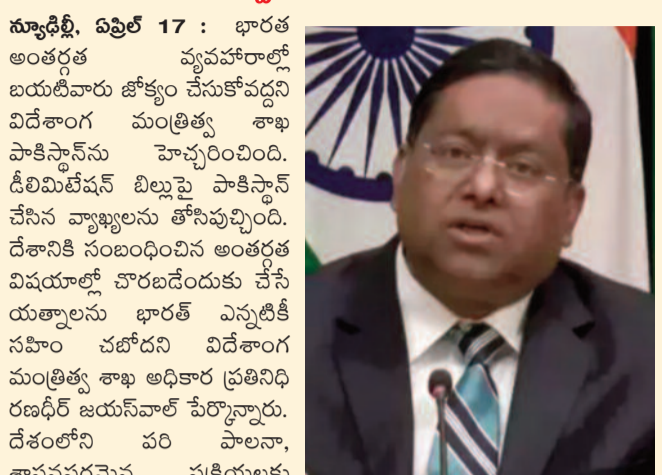 న్యూఢిల్లీ, ఏప్రిల్ 17 : భారత
అంతర్గత వ్యవహారాల్లో
బయటివారు జోక్యం చేసుకోవద్దని
విదేశాంగ మంత్రిత్వ శాఖ
పాకిస్థాన్‌ను హెచ్చరించింది.
డీలిమిటేషన్ బిల్లుపై పాకిస్థాన్
చేసిన వ్యాఖ్యలను తోసిపుచ్చింది.
దేశానికి సంబంధించిన అంతర్గత
విషయాల్లో చొరబడేందుకు చేసే
యత్నాలను భారత్ ఎన్నటికీ
సహిం చబోదని విదేశాంగ
మంత్రిత్వ శాఖ అధికార ప్రతినిధి
రణధీర్ జయస్‌వాల్ పేర్కొన్నారు.
దేశంలోని పరి పాలనా,